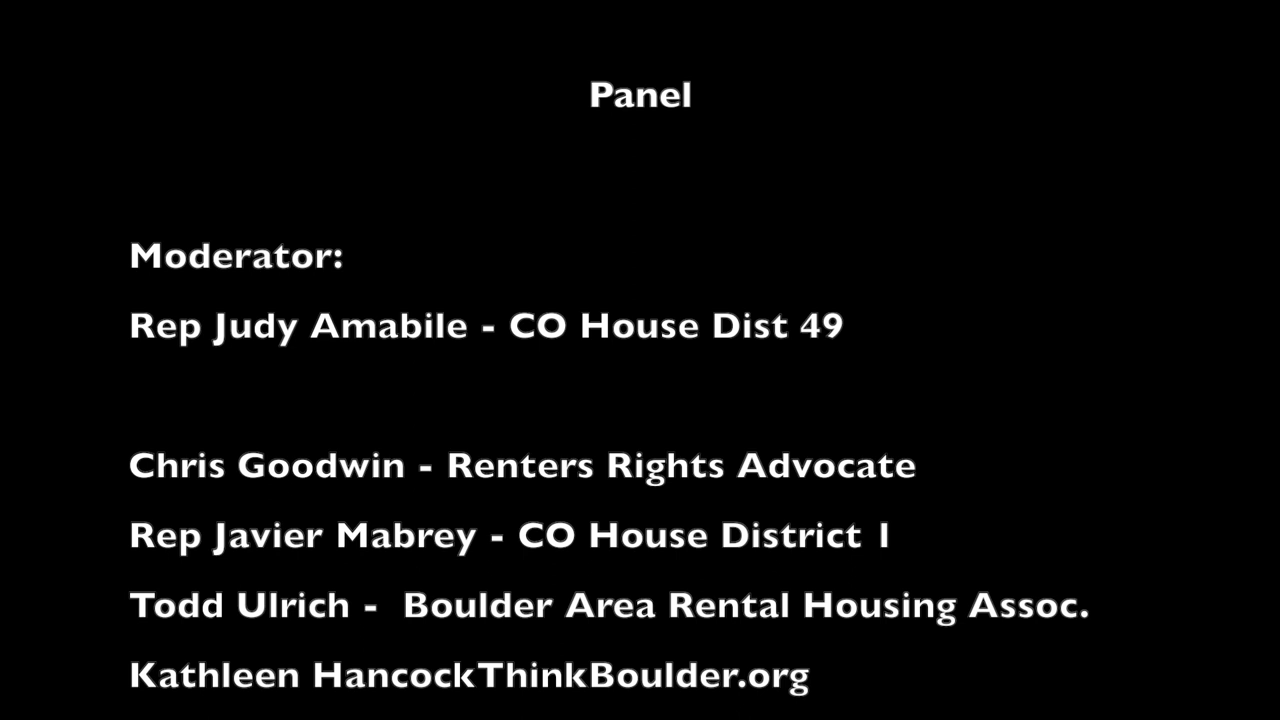 Panel
Moderator:
Rep Judy Amabile - CO House Dist 49
Chris Goodwin - Renters Rights Advocate
Rep Javier Mabrey - CO House District 1
Todd Ulrich -  Boulder Area Rental Housing Assoc.
Kathleen HancockThinkBoulder.org